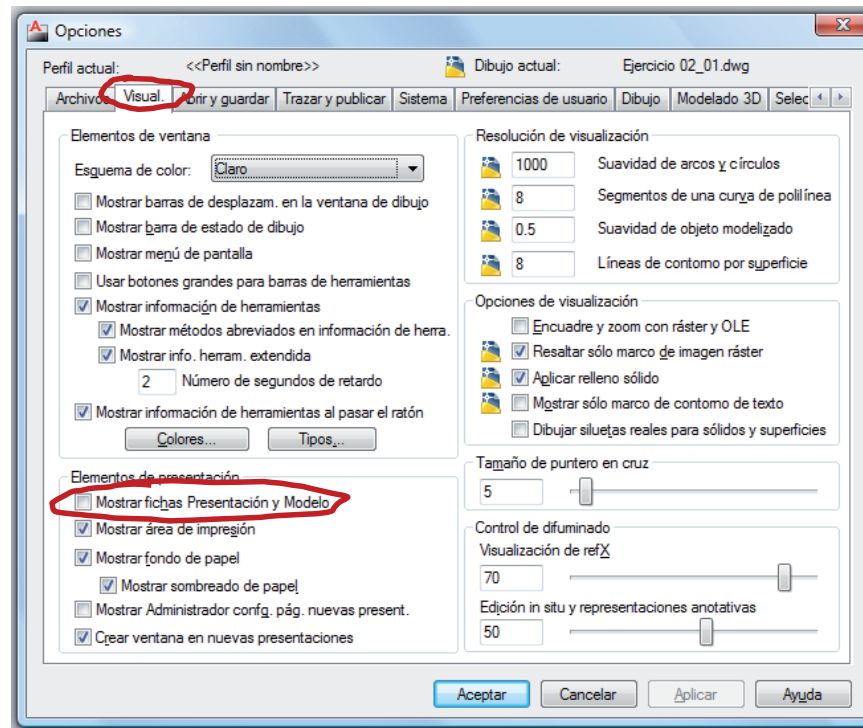 Opciones
Perfil actual: <<Perfil sin nombre>> Dibujo actual: Ejercicio 02_01.dwg
Archivos Visual. Abrir y guardar Trazar y publicar Sistema Preferencias de usuario Dibujo Modelado 3D Selec
Elementos de ventana
Esquema de color: Claro
Mostrar barras de desplazam. en la ventana de dibujo
Mostrar barra de estado de dibujo
Mostrar menú de pantalla
Usar botones grandes para barras de herramientas
Mostrar información de herramientas
Mostrar métodos abreviados en información de herra.
Mostrar info. herram. extendida
2 Número de segundos de retardo
Mostrar información de herramientas al pasar el ratón
Colores... Tipos...
Elementos de presentación
Mostrar fichas Presentación y Modelo
Mostrar área de impresión
Mostrar fondo de papel
Mostrar sombreado de papel
Mostrar Administrador confg. pág. nuevas present.
Crear ventana en nuevas presentaciones
Resolución de visualización
1000 Suavidad de arcos y círculos
8 Segmentos de una curva de polilínea
0.5 Suavidad de objeto modelizado
8 Líneas de contorno por superficie
Opciones de visualización
Encuadre y zoom con ráster y OLE
Resaltar sólo marco de imagen ráster
Aplicar relleno sólido
Mostrar sólo marco de contorno de texto
Dibujar siluetas reales para sólidos y superficies
Tamaño de puntero en cruz
5
Control de difuminado
Visualización de refX
70
Edición in situ y representaciones anotativas
50
Aceptar Cancelar Aplicar Ayuda